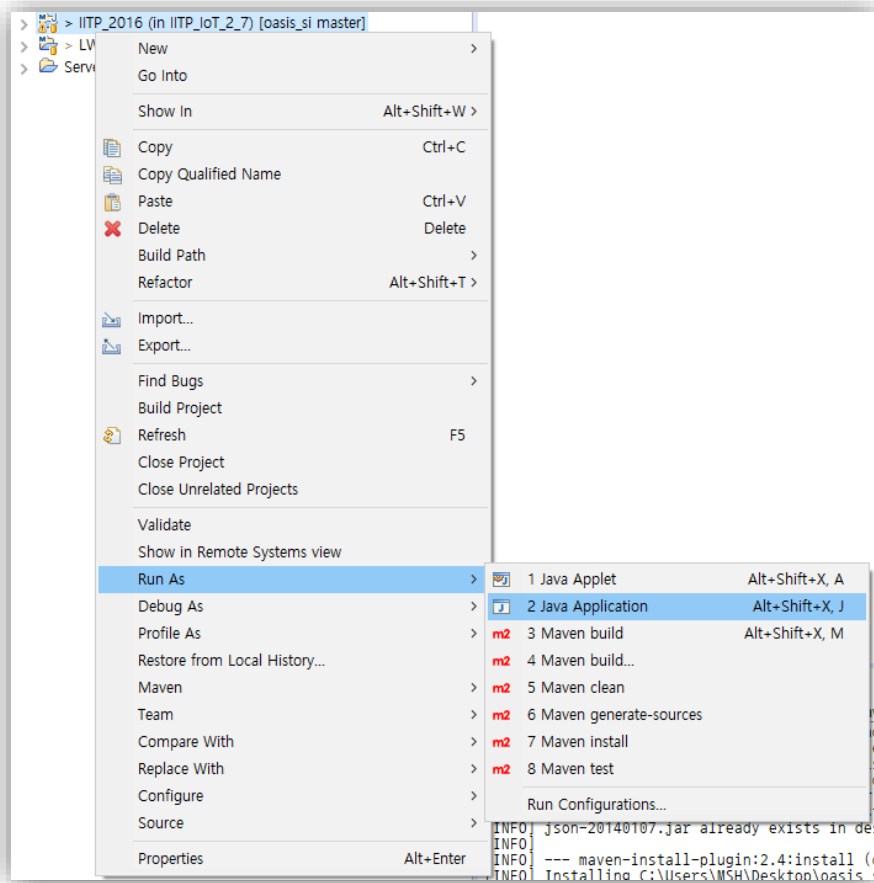 > IITP_2016 (in IITP_IoT_2_7) [oasis_si master]
> LW
Serve
New
Go Into
Show In Alt+Shift+W >
Copy Ctrl+C
Copy Qualified Name
Paste Ctrl+V
Delete Delete
Build Path
Refactor Alt+Shift+T >
Import...
Export...
Find Bugs
Build Project
Refresh F5
Close Project
Close Unrelated Projects
Validate
Show in Remote Systems view
Run As
Debug As
Profile As
Restore from Local History...
Maven
Team
Compare With
Replace With
Configure
Source
Properties Alt+Enter
1 Java Applet Alt+Shift+X, A
2 Java Application Alt+Shift+X, J
m2 3 Maven build Alt+Shift+X, M
m2 4 Maven build...
m2 5 Maven clean
m2 6 Maven generate-sources
m2 7 Maven install
m2 8 Maven test
Run Configurations...
[INFO] json-20140107.jar already exists in des
[INFO]
[INFO] --- maven-install-plugin:2.4:install (
[INFO] Installing C:\Users\MSH\Desktop\oasis